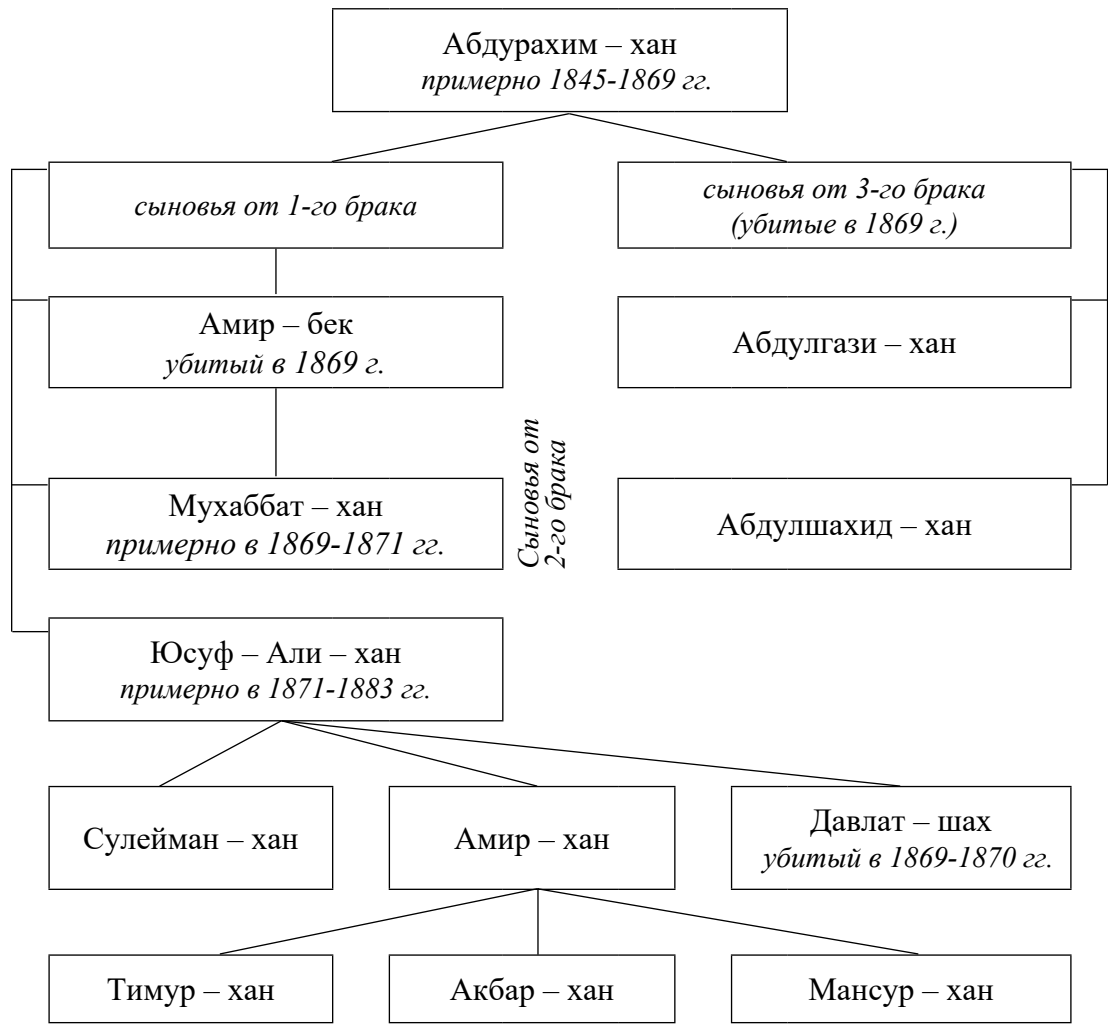 Абдурахим – хан
примерно 1845-1869 гг.
сыновья от 1-го брака
сыновья от 3-го брака
(убитые в 1869 г.)
Амир – бек
убитый в 1869 г.
Абдулгази – хан
Сыновья от
2-го брака
Мухаббат – хан
примерно в 1869-1871 гг.
Абдулшахид – хан
Юсуф – Али – хан
примерно в 1871-1883 гг.
Сулейман – хан
Амир – хан
Давлат – шах
убитый в 1869-1870 гг.
Тимур – хан
Акбар – хан
Мансур – хан